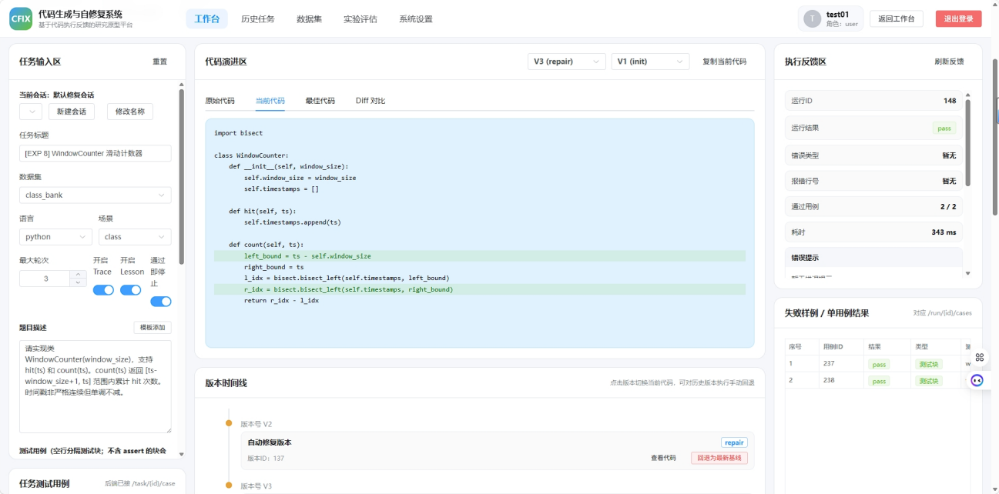 CFIX
代码生成与自修复系统
基于代码执行反馈的研究原型平台
工作台
历史任务
数据集
实验评估
系统设置
T
test01
角色：user
返回工作台
退出登录
任务输入区
重置
当前会话：默认修复会话
新建会话
修改名称
任务标题
[EXP 8] WindowCounter 滑动计数器
数据集
class_bank
语言
场景
python
class
最大轮次
开启 Trace
开启 Lesson
通过即停止
3
题目描述
模板添加
请实现类
WindowCounter(window_size)，支持
hit(ts) 和 count(ts)。count(ts) 返回 [ts-
window_size+1, ts] 范围内累计 hit 次数。
时间戳非严格连续但单调不减。
测试用例（空行分隔测试块；不含 assert 的块会
任务测试用例
后端已接 /task/{id}/case
代码演进区
V3 (repair)
V1 (init)
复制当前代码
原始代码
当前代码
最佳代码
Diff 对比
import bisect
class WindowCounter:
    def __init__(self, window_size):
        self.window_size = window_size
        self.timestamps = []
    def hit(self, ts):
        self.timestamps.append(ts)
    def count(self, ts):
        left_bound = ts - self.window_size
        right_bound = ts
        l_idx = bisect.bisect_left(self.timestamps, left_bound)
        r_idx = bisect.bisect_left(self.timestamps, right_bound)
        return r_idx - l_idx
版本时间线
点击版本切换当前代码，可对历史版本执行手动回退
版本号 V2
自动修复版本
repair
版本ID：137
查看代码
回退为最新基线
版本号 V3
执行反馈区
刷新反馈
运行ID
148
运行结果
pass
错误类型
暂无
报错行号
暂无
通过用例
2 / 2
耗时
343 ms
错误提示
失败样例 / 单用例结果
对应 /run/{id}/cases
序号
用例ID
结果
类型
1
237
pass
测试块
2
238
pass
测试块